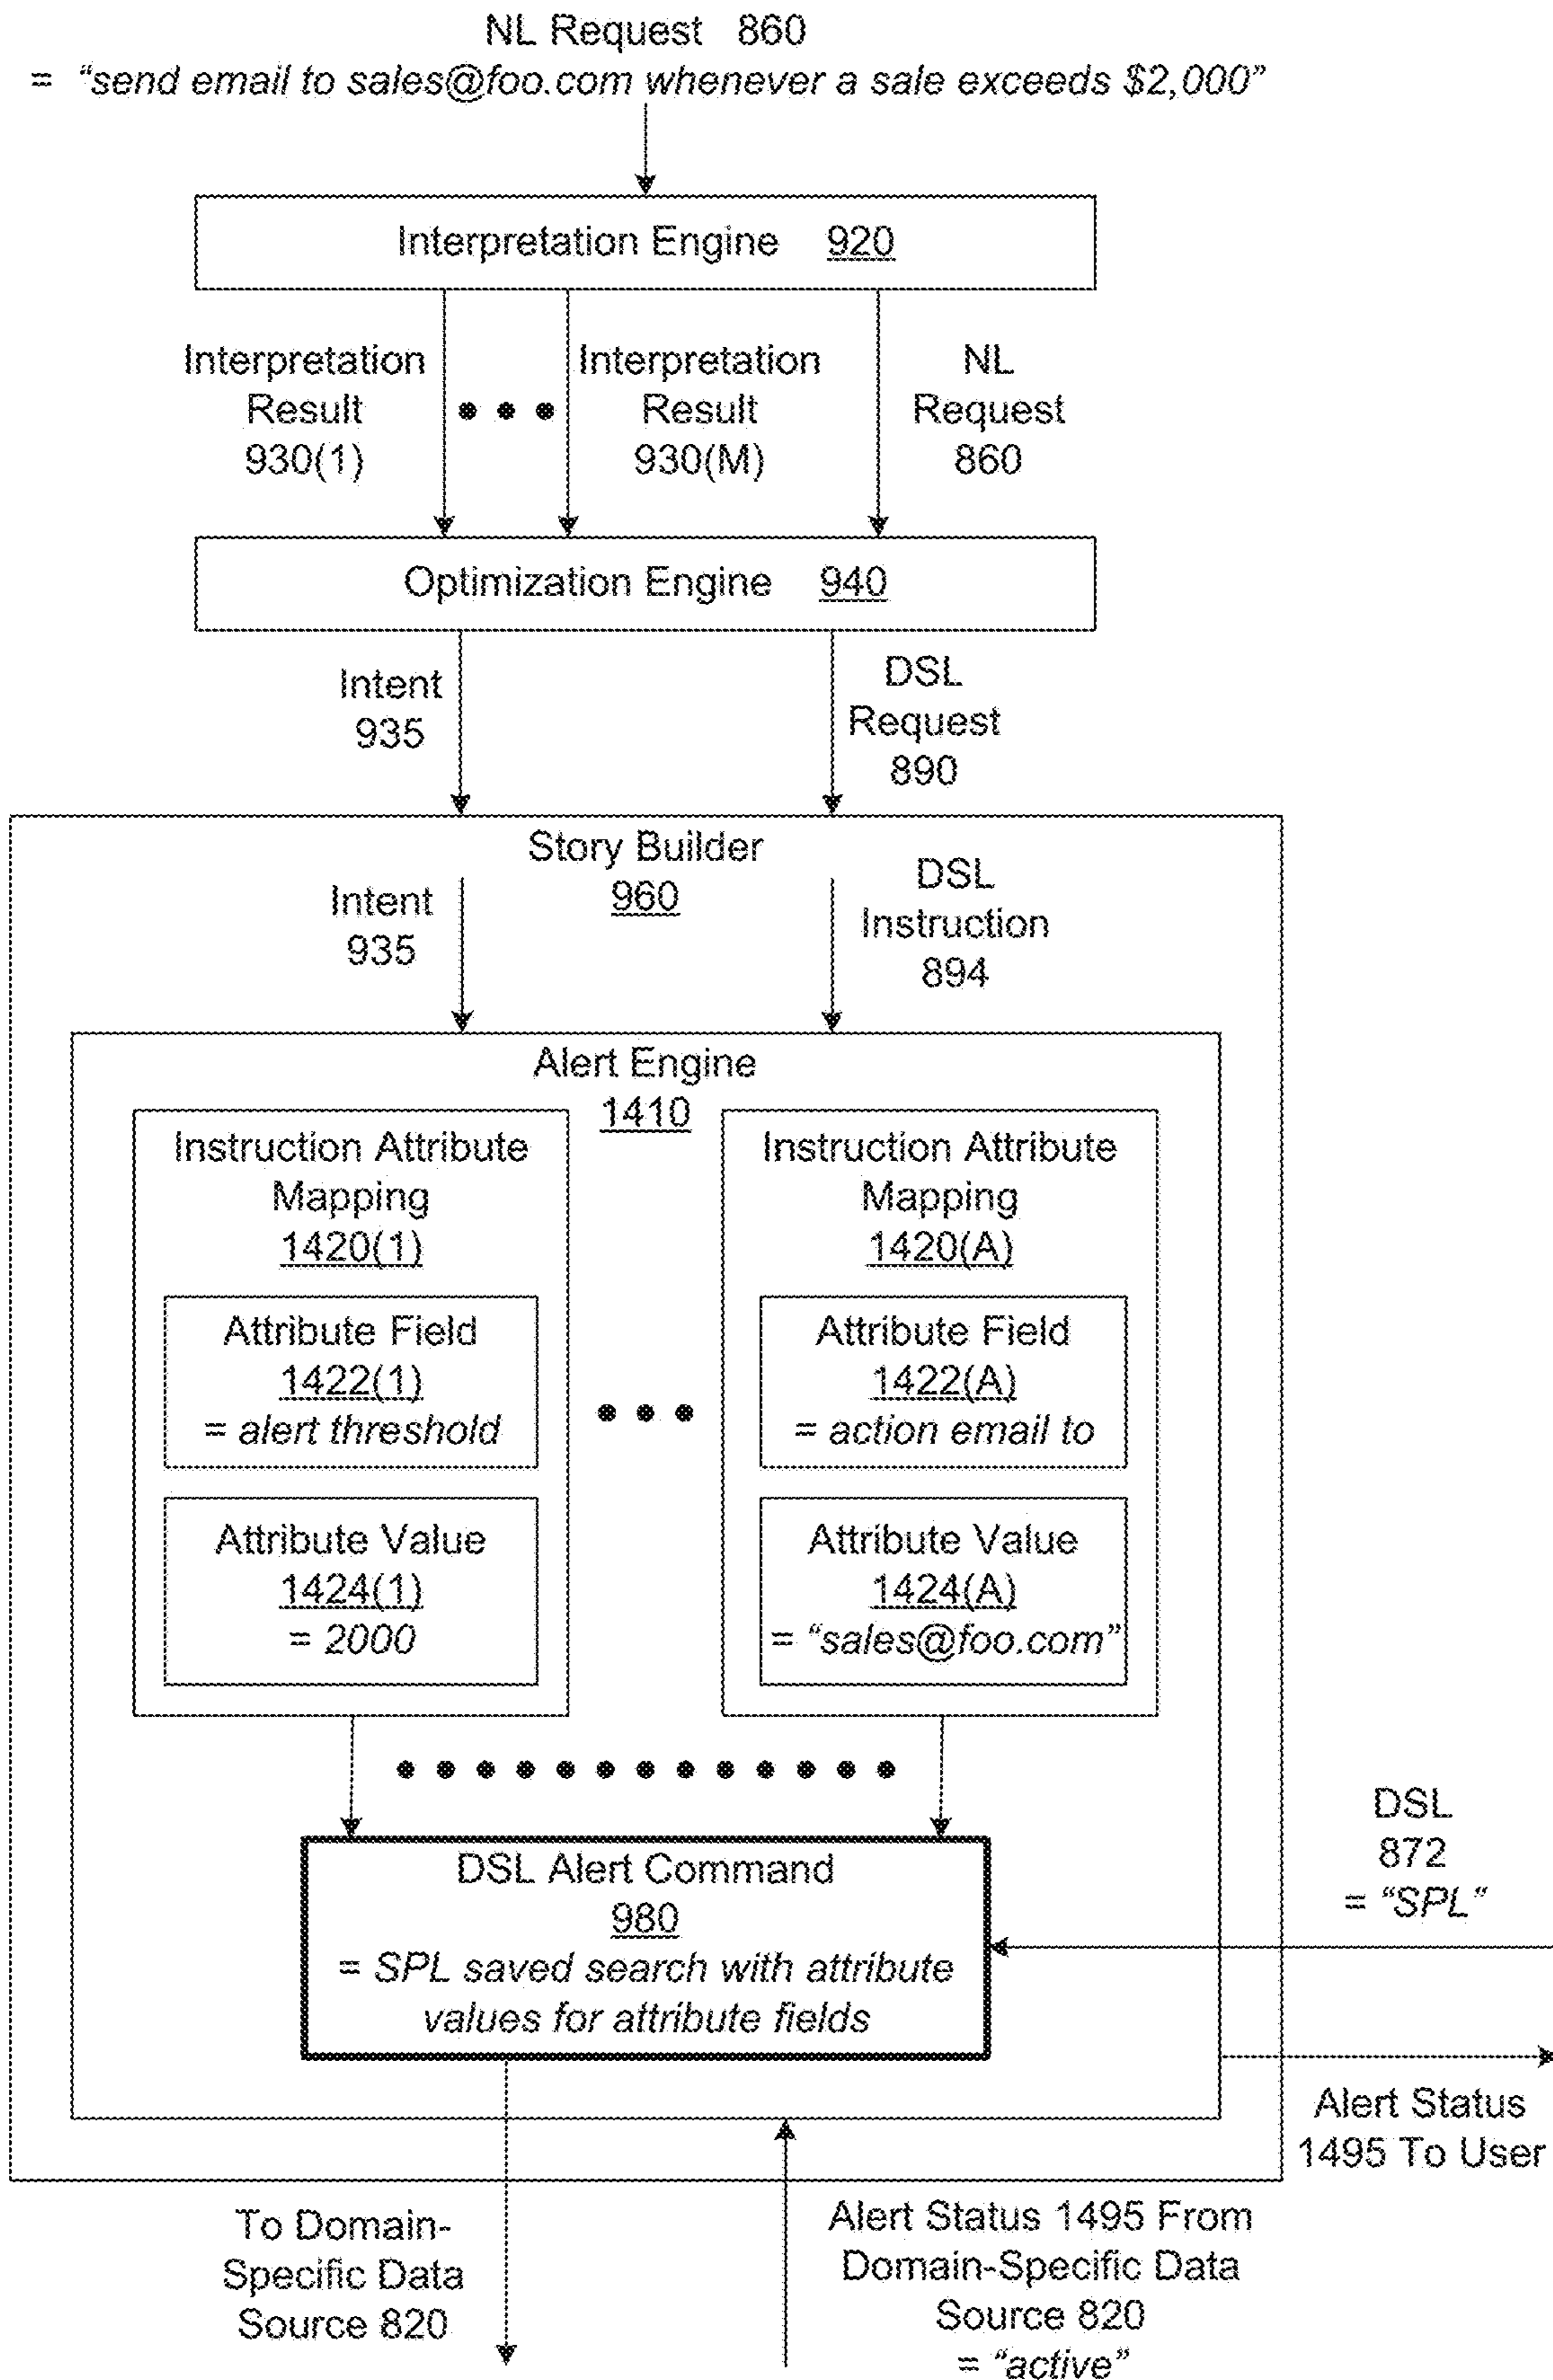 NL Request 860
= “send email to sales@foo.com whenever a sale exceeds $2,000”
Interpretation Engine 920
Interpretation
Result
930(1)
Interpretation
Result
930(M)
NL
Request
860
Optimization Engine 940
Intent
935
DSL
Request
890
Story Builder
960
Intent
935
DSL
Instruction
894
Alert Engine
1410
Instruction Attribute
Mapping
1420(1)
Attribute Field
1422(1)
= alert threshold
Attribute Value
1424(1)
= 2000
Instruction Attribute
Mapping
1420(A)
Attribute Field
1422(A)
= action email to
Attribute Value
1424(A)
= “sales@foo.com”
DSL Alert Command
980
= SPL saved search with attribute
values for attribute fields
DSL
872
= “SPL”
Alert Status
1495 To User
To Domain-
Specific Data
Source 820
Alert Status 1495 From
Domain-Specific Data
Source 820
= “active”